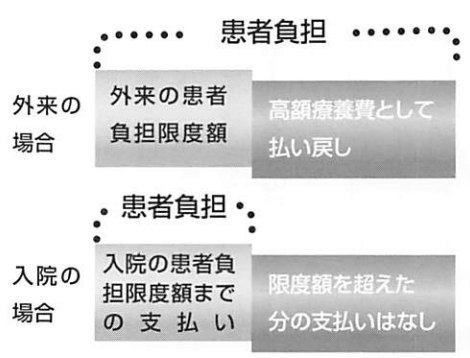 患者負担
外来の
場合
外来の患者
負担限度額
高額療養費として
払い戻し
患者負担
入院の
場合
入院の患者負
担限度額まで
の支払い
限度額を超えた
分の支払いはなし